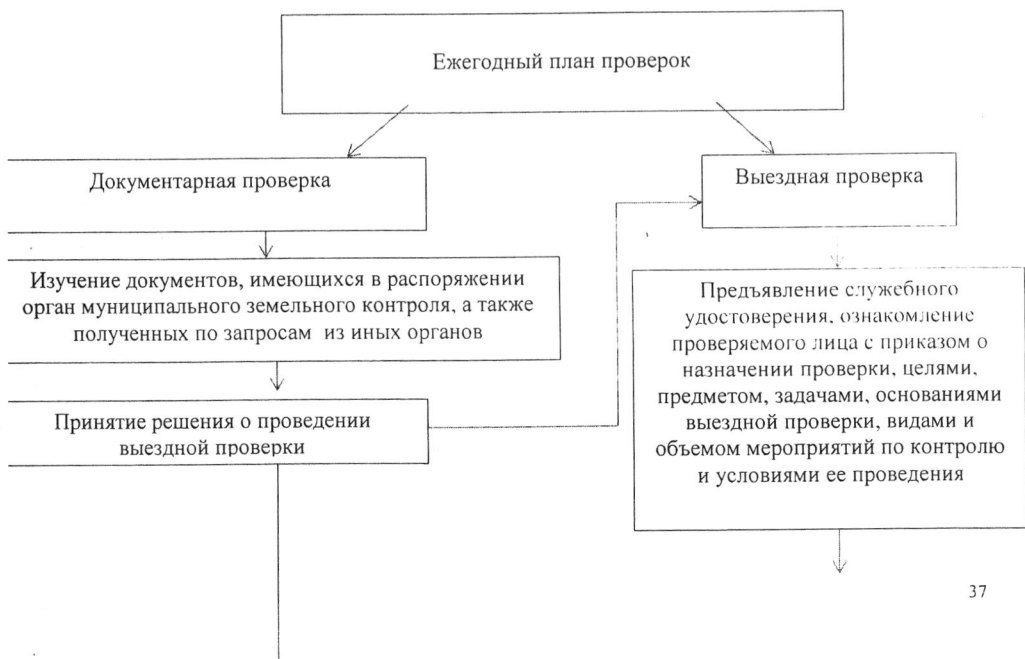 Ежегодный план проверок
Документарная проверка
Выездная проверка
Изучение документов, имеющихся в распоряжении
орган муниципального земельного контроля, а также
полученных по запросам из иных органов
Принятие решения о проведении
выездной проверки
Предъявление служебного
удостоверения, ознакомление
проверяемого лица с приказом о
назначении проверки, целями,
предметом, задачами, основаниями
выездной проверки, видами и
объемом мероприятий по контролю
и условиями ее проведения
37